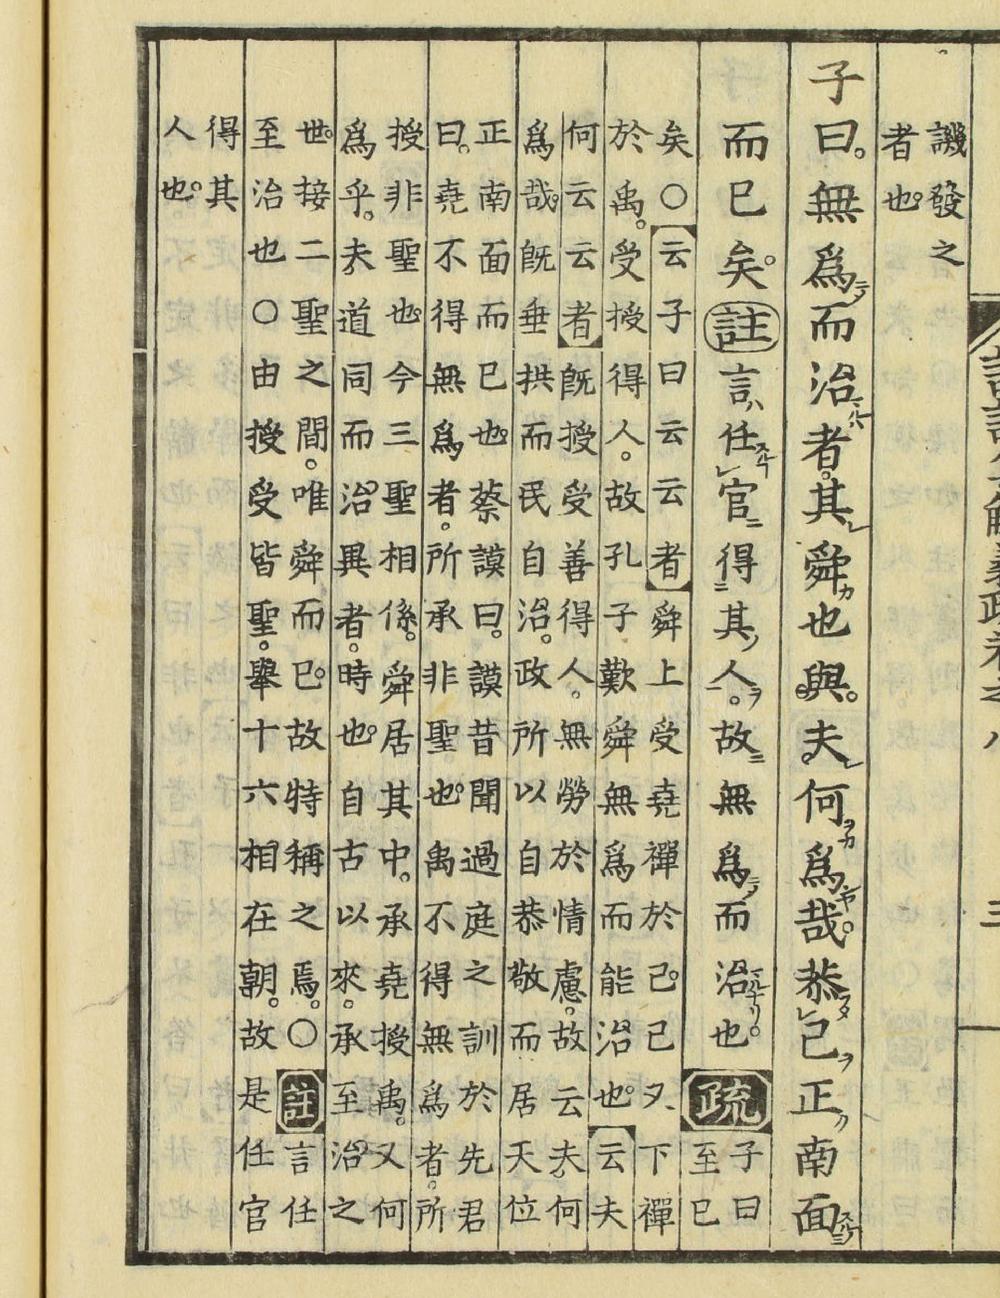 譏發之
者也。
子曰。無爲而治者。其舜也與。夫何爲哉。恭己正南面
而已矣。註言任官得其人。故無爲而治也。疏子曰
至已
矣〇云子曰云云者舜上受堯禪於己。己又下禪
於禹。受授得人。故孔子歎舜無爲而能治也。云夫
何云云者既授受善得人。無勞於情慮。故云夫何
爲哉。既垂拱而民自治。政所以自恭敬而居天位
正南面而已也。蔡謨曰。謨昔聞過庭之訓於先君
曰。堯不得無爲者。所承非聖也。禹不得無爲者。所
授非聖也。今三聖相係。舜居其中。承堯授禹。又何
爲乎。夫道同而治異者。時也。自古以來。承至治之
世。接二聖之間。唯舜而已。故特稱之焉。〇註言任
至治也〇由授受皆聖。舉十六相在朝。故是任官
得其
人也。
三